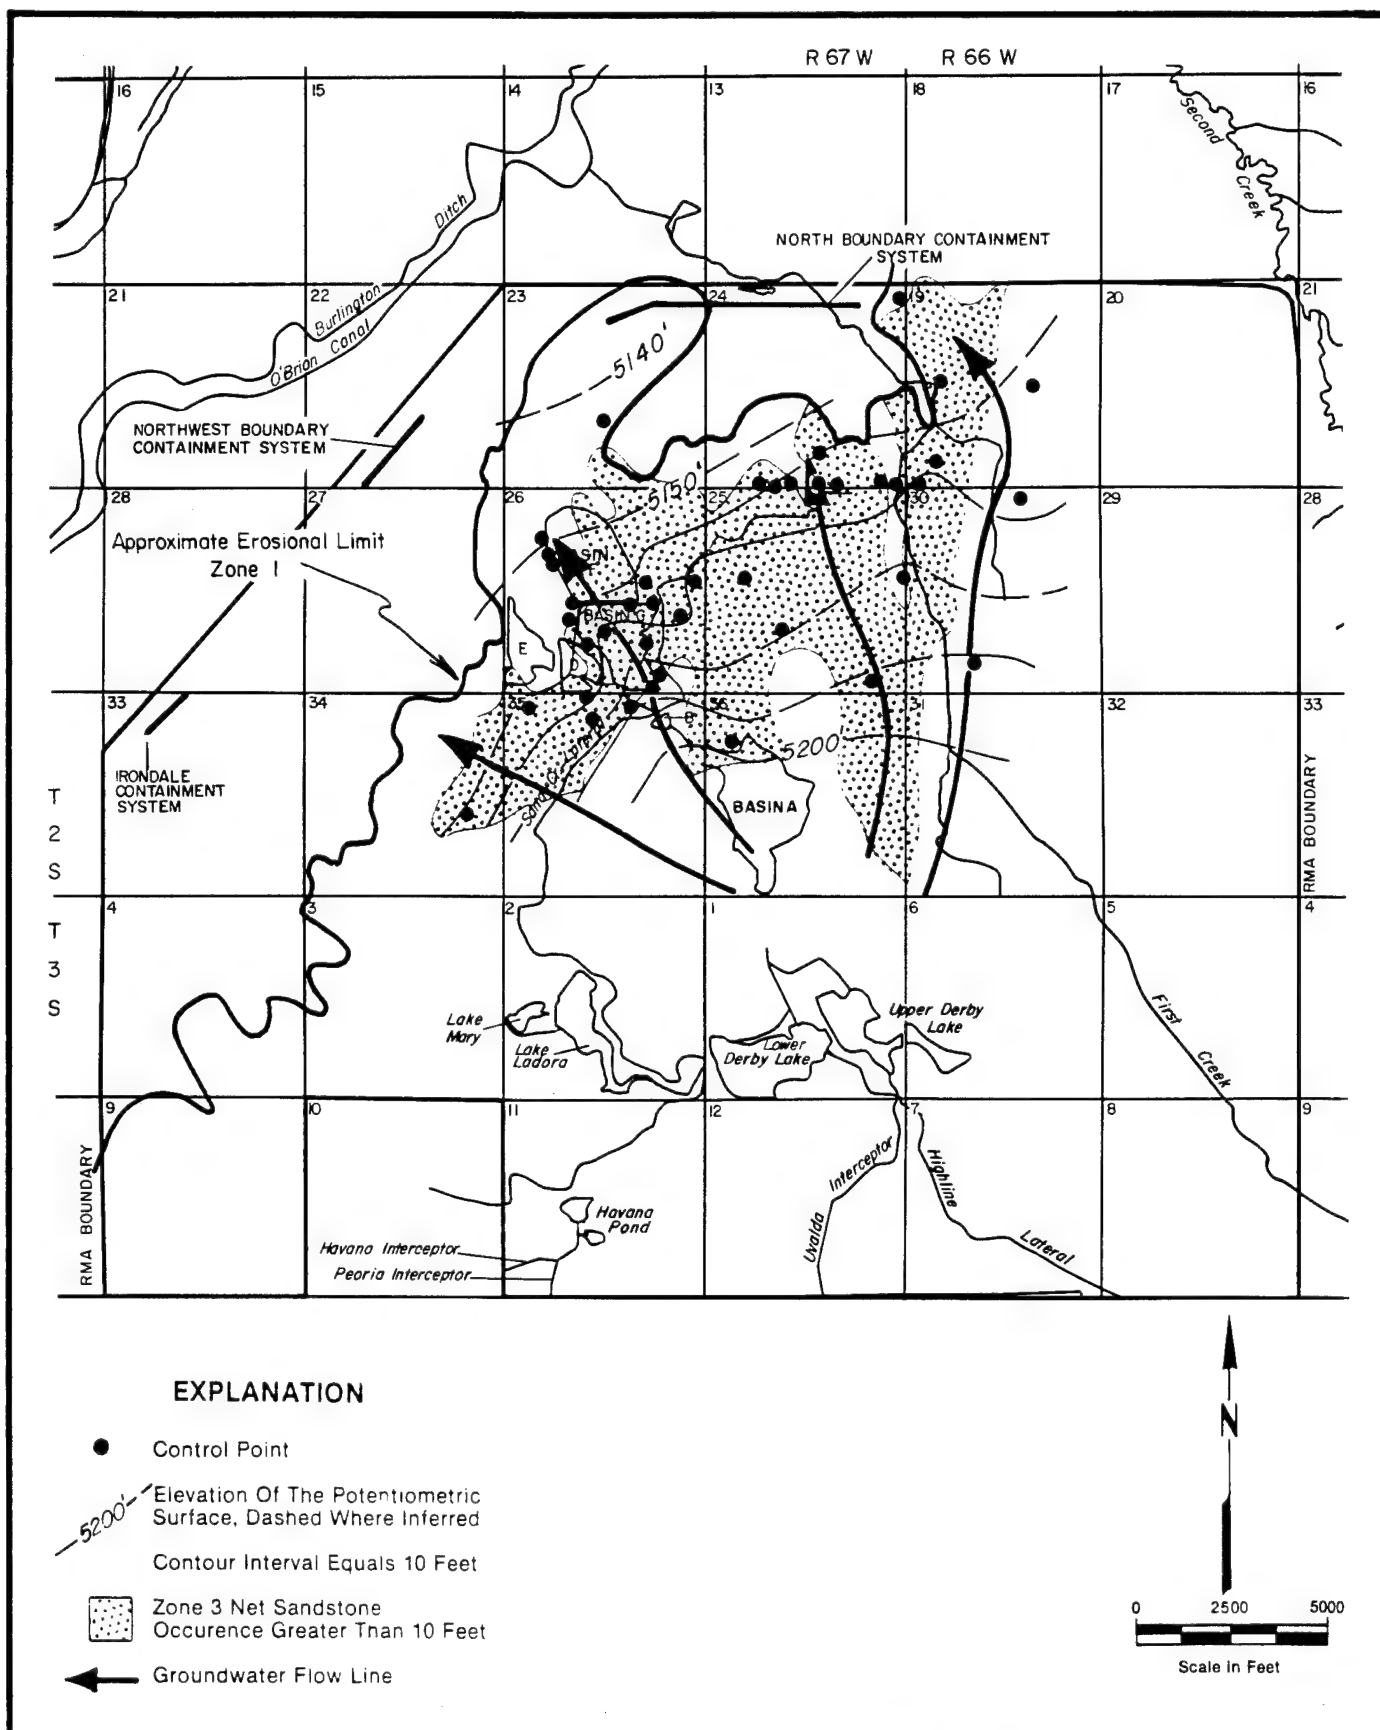 R 67 W R 66 W
16 15 14 13 18 17 16
Second
Creek
Ditch
NORTH BOUNDARY CONTAINMENT
SYSTEM
21 22 23 24 19 20 21
Burlington
O'Brion Canal
5140'
NORTHWEST BOUNDARY
CONTAINMENT SYSTEM
5150'
28 27 26 25 30 29 28
Approximate Erosional Limit
Zone 1
BASIN
F
BASIN C
E
D
33 34 35 36 31 32 33
B
5200'
IRONDALE
CONTAINMENT
SYSTEM
BASIN A
RMA BOUNDARY
T
2
S
4 3 2 1 6 5 4
T
3
S
First
Creek
Lake
Mary
Lake
Ladora
Upper Derby
Lake
Lower
Derby Lake
9 10 11 12 7 8 9
RMA BOUNDARY
Interceptor
Uvalda
Highline
Lateral
Havana
Pond
Havana Interceptor
Peoria Interceptor
EXPLANATION
Control Point
5200'
Elevation Of The Potentiometric
Surface, Dashed Where Inferred
Contour Interval Equals 10 Feet
Zone 3 Net Sandstone
Occurence Greater Than 10 Feet
Groundwater Flow Line
N
0 2500 5000
Scale in Feet